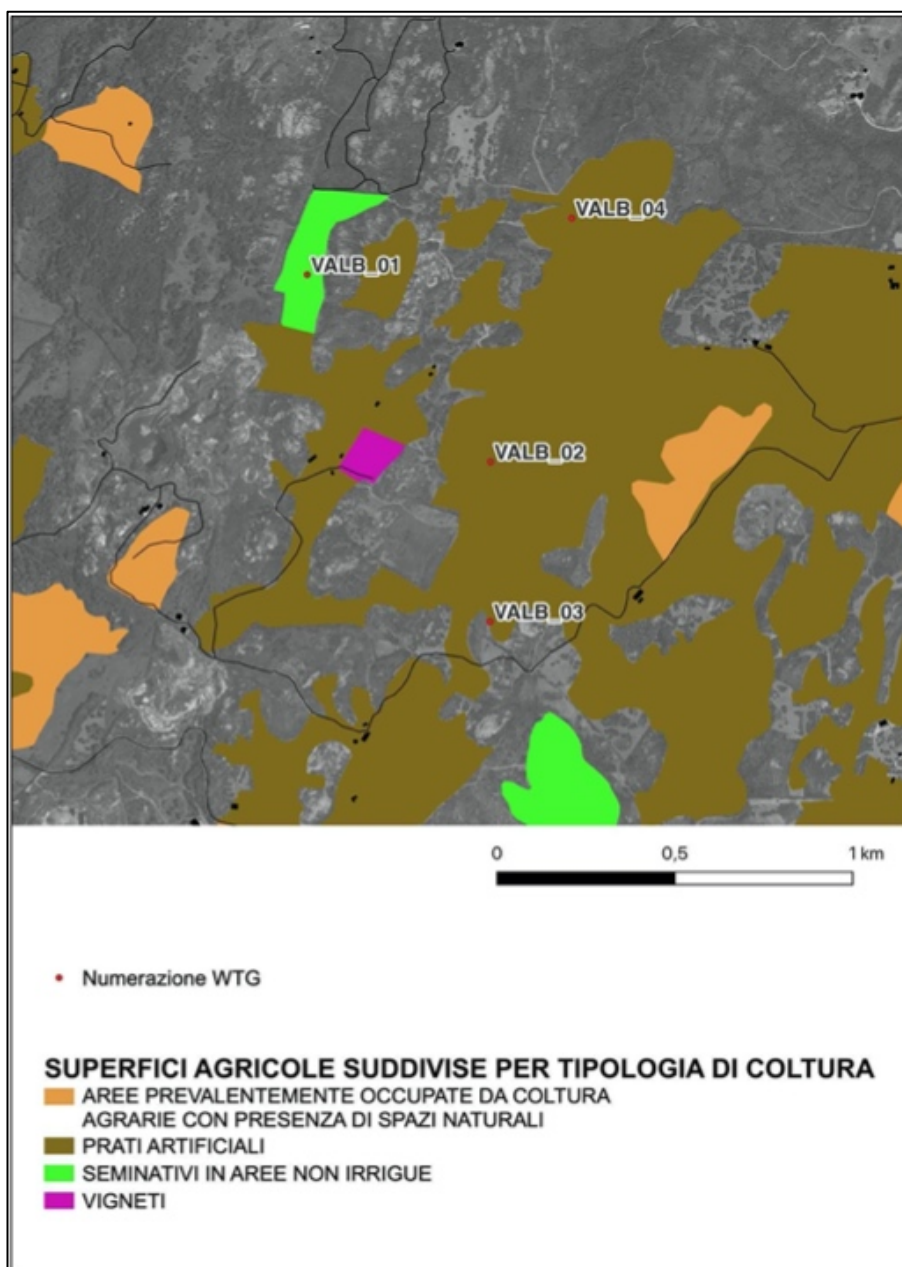 VALB_04
VALB_01
VALB_02
VALB_03
0 0,5 1 km
Numerazione WTG
SUPERFICI AGRICOLE SUDDIVISE PER TIPOLOGIA DI COLTURA
AREE PREVALENTEMENTE OCCUPATE DA COLTURA
AGRARIE CON PRESENZA DI SPAZI NATURALI
PRATI ARTIFICIALI
SEMINATIVI IN AREE NON IRRIGUE
VIGNETI